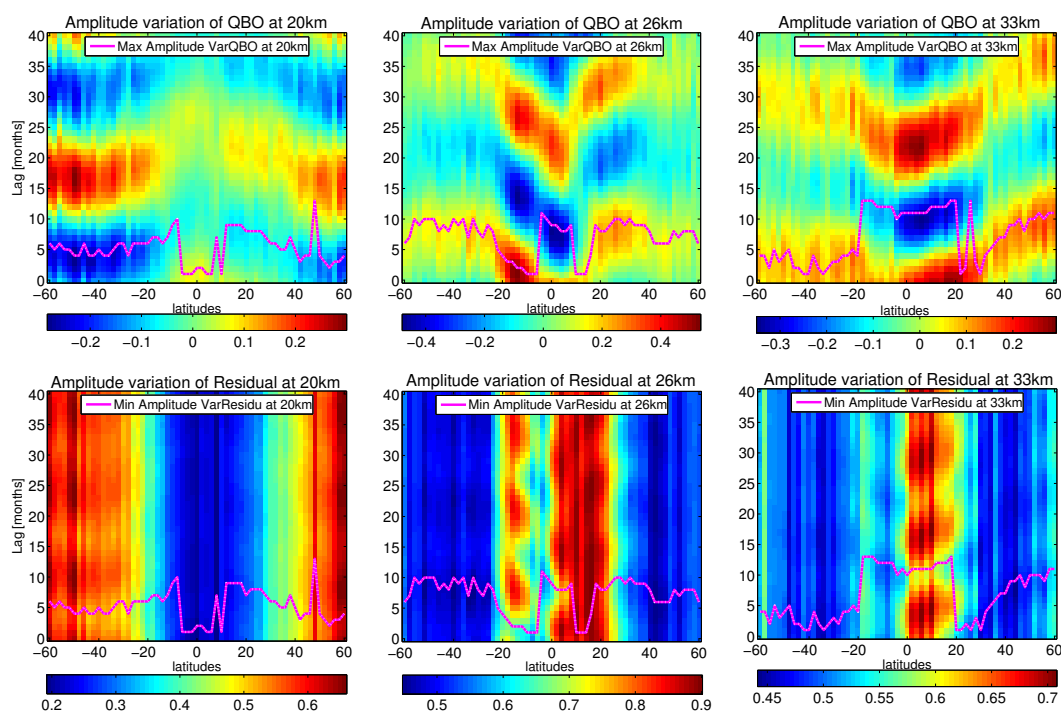 Amplitude variation of QBO at 20km
Max Amplitude VarQBO at 20km
40
35
30
25
20
15
10
5
0
Lag [months]
−60 −40 −20 0 20 40 60
latitudes
−0.2 −0.1 0 0.1 0.2
Amplitude variation of QBO at 26km
Max Amplitude VarQBO at 26km
40
35
30
25
20
15
10
5
0
−60 −40 −20 0 20 40 60
latitudes
−0.4 −0.2 0 0.2 0.4
Amplitude variation of QBO at 33km
Max Amplitude VarQBO at 33km
40
35
30
25
20
15
10
5
0
−60 −40 −20 0 20 40 60
latitudes
−0.3 −0.2 −0.1 0 0.1 0.2
Amplitude variation of Residual at 20km
Min Amplitude VarResidu at 20km
40
35
30
25
20
15
10
5
0
Lag [months]
−60 −40 −20 0 20 40 60
latitudes
0.2 0.3 0.4 0.5 0.6
Amplitude variation of Residual at 26km
Min Amplitude VarResidu at 26km
40
35
30
25
20
15
10
5
0
−60 −40 −20 0 20 40 60
latitudes
0.5 0.6 0.7 0.8 0.9
Amplitude variation of Residual at 33km
Min Amplitude VarResidu at 33km
40
35
30
25
20
15
10
5
0
−60 −40 −20 0 20 40 60
latitudes
0.45 0.5 0.55 0.6 0.65 0.7